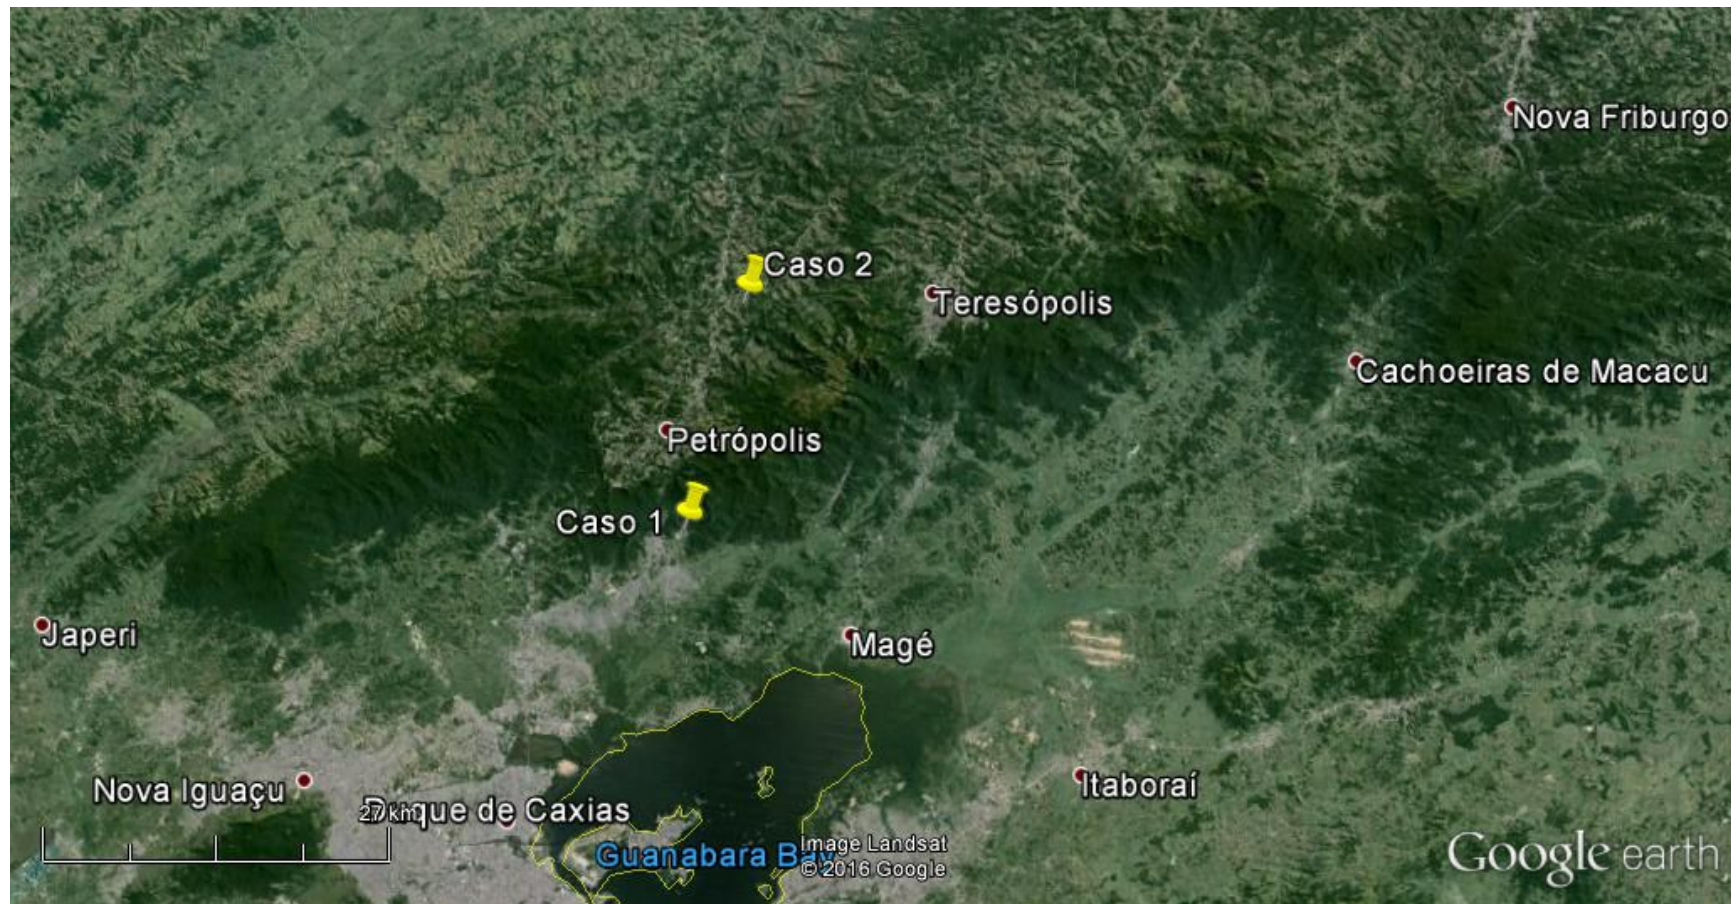 Nova Friburgo
Caso 2
Teresópolis
Cachoeiras de Macacu
Petrópolis
Caso 1
Japeri
Magé
Nova Iguaçu
Itaboraí
27 km
Duque de Caxias
Guanabara Bay
Image Landsat
© 2016 Google
Google earth